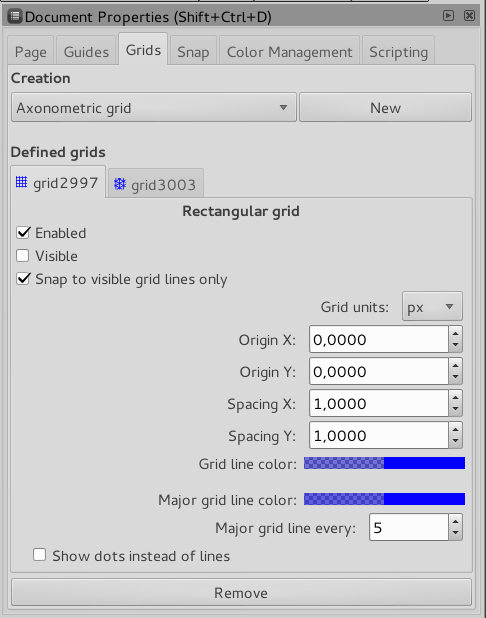 Document Properties (Shift+Ctrl+D)
Page Guides Grids Snap Color Management Scripting
Creation
Axonometric grid New
Defined grids
grid2997 grid3003
Rectangular grid
Enabled
Visible
Snap to visible grid lines only
Grid units: px
Origin X: 0,0000
Origin Y: 0,0000
Spacing X: 1,0000
Spacing Y: 1,0000
Grid line color:
Major grid line color:
Major grid line every: 5
Show dots instead of lines
Remove